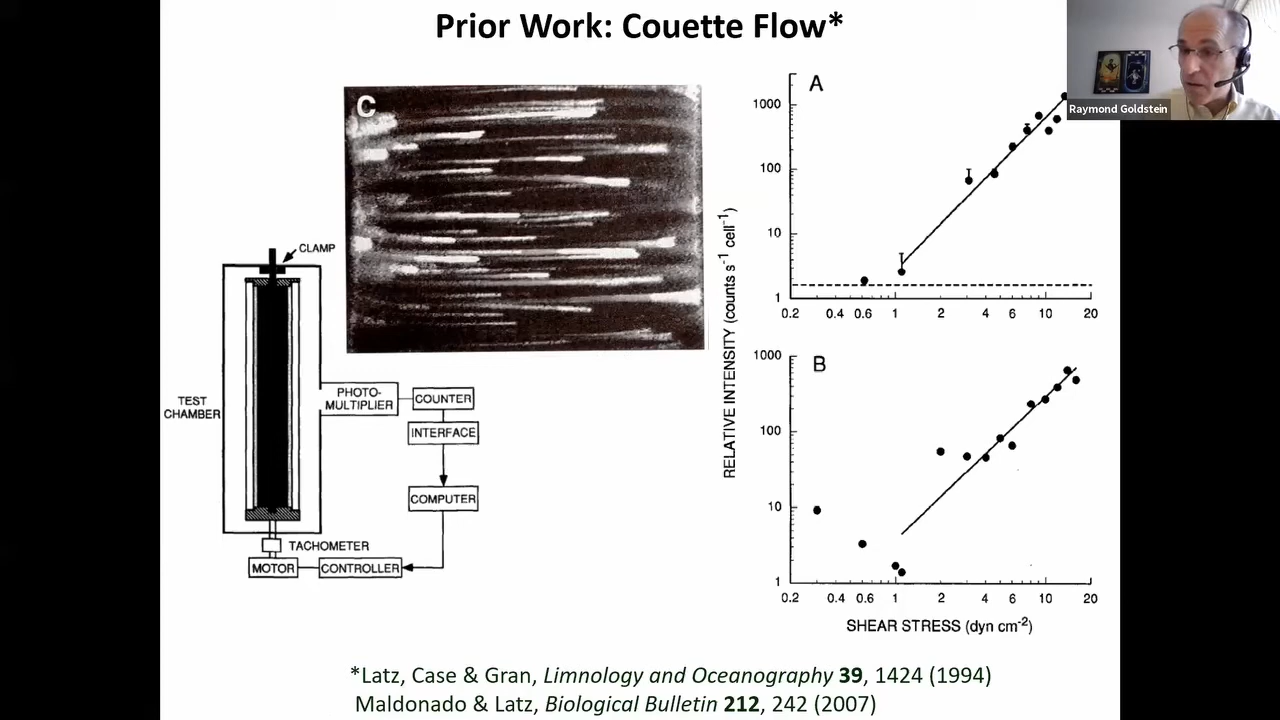 Prior Work: Couette Flow*
Raymond Goldstein
C
CLAMP
TEST
CHAMBER
PHOTO-
MULTIPLIER
COUNTER
INTERFACE
COMPUTER
TACHOMETER
MOTOR
CONTROLLER
RELATIVE INTENSITY (counts s⁻¹ cell⁻¹)
A
1000
100
10
1
0.2 0.4 0.6 1 2 4 6 10 20
B
1000
100
10
1
0.2 0.4 0.6 1 2 4 6 10 20
SHEAR STRESS (dyn cm⁻²)
*Latz, Case & Gran, Limnology and Oceanography 39, 1424 (1994)
Maldonado & Latz, Biological Bulletin 212, 242 (2007)